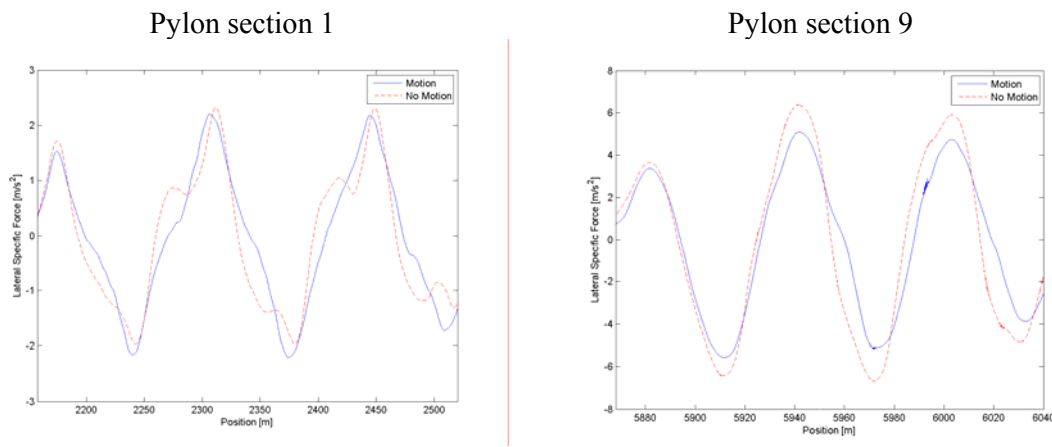 Pylon section 1
Pylon section 9
3
2
1
0
-1
-2
-3
Lateral Specific Force [m/s²]
Motion
No Motion
2200 2250 2300 2350 2400 2450 2500
Position [m]
8
6
4
2
0
-2
-4
-6
-8
Lateral Specific Force [m/s²]
Motion
No Motion
5880 5900 5920 5940 5960 5980 6000 6020 6040
Position [m]